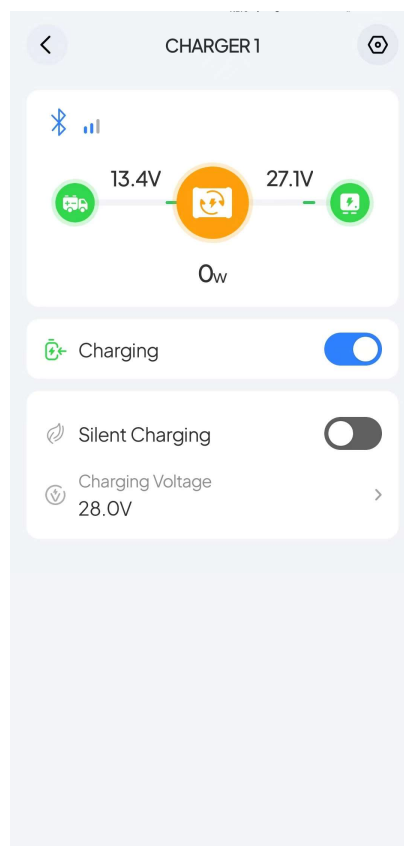 CHARGER 1
13.4V
27.1V
0w
Charging
Silent Charging
Charging Voltage
28.0V